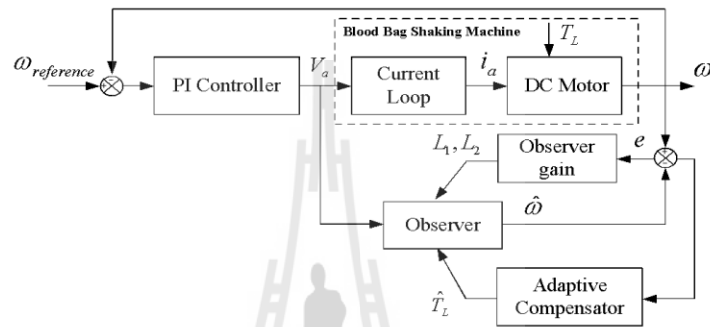 Blood Bag Shaking Machine
T_L
ω_reference
+
−
PI Controller
V_a
Current
Loop
i_a
DC Motor
ω
L_1, L_2
Observer
gain
e
+
−
Observer
ω̂
T̂_L
Adaptive
Compensator